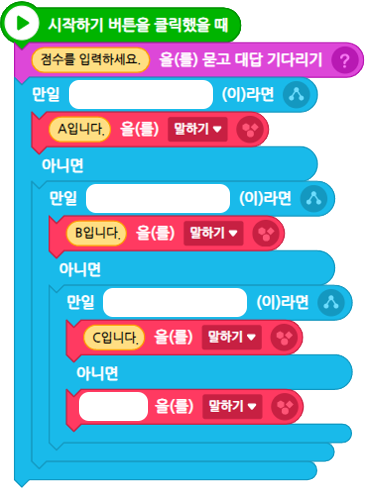 시작하기 버튼을 클릭했을 때
점수를 입력하세요. 을(를) 묻고 대답 기다리기 ?
만일 (이)라면
A입니다. 을(를) 말하기
아니면
만일 (이)라면
B입니다. 을(를) 말하기
아니면
만일 (이)라면
C입니다. 을(를) 말하기
아니면
을(를) 말하기